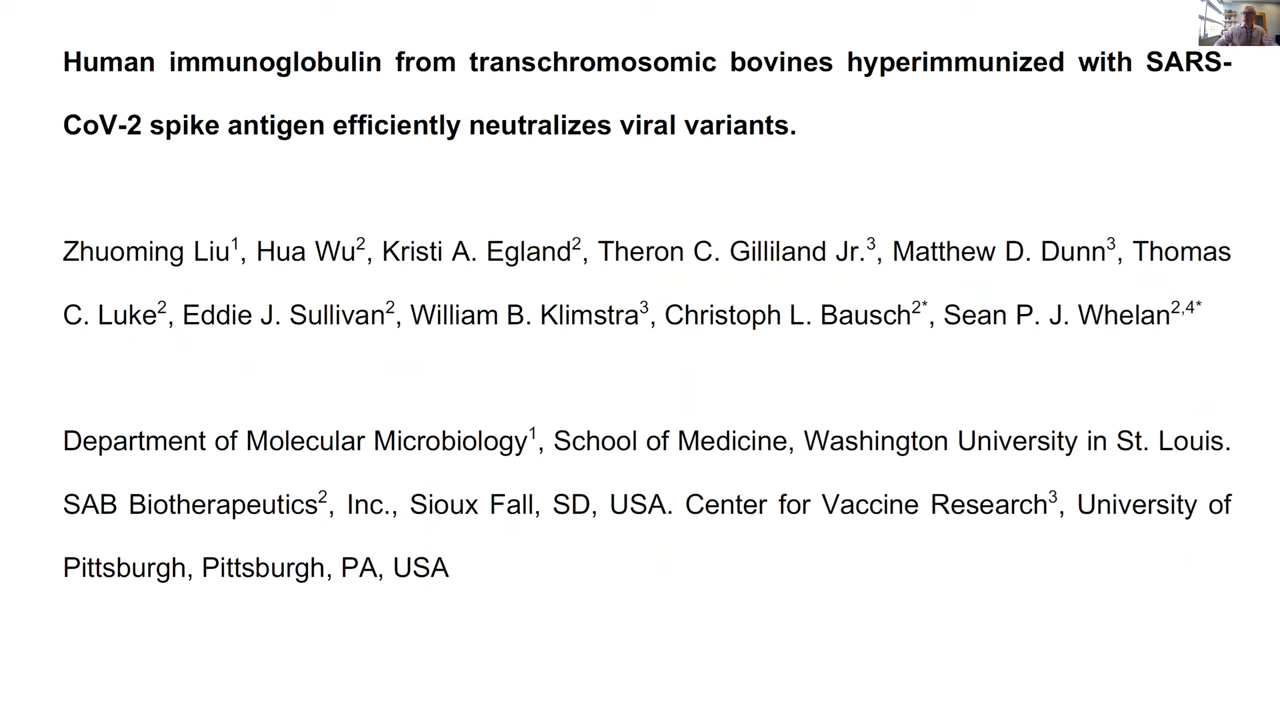 Human immunoglobulin from transchromosomic bovines hyperimmunized with SARS-
CoV-2 spike antigen efficiently neutralizes viral variants.
Zhuoming Liu1, Hua Wu2, Kristi A. Egland2, Theron C. Gilliland Jr.3, Matthew D. Dunn3, Thomas
C. Luke2, Eddie J. Sullivan2, William B. Klimstra3, Christoph L. Bausch2*, Sean P. J. Whelan2,4*
Department of Molecular Microbiology1, School of Medicine, Washington University in St. Louis.
SAB Biotherapeutics2, Inc., Sioux Fall, SD, USA. Center for Vaccine Research3, University of
Pittsburgh, Pittsburgh, PA, USA